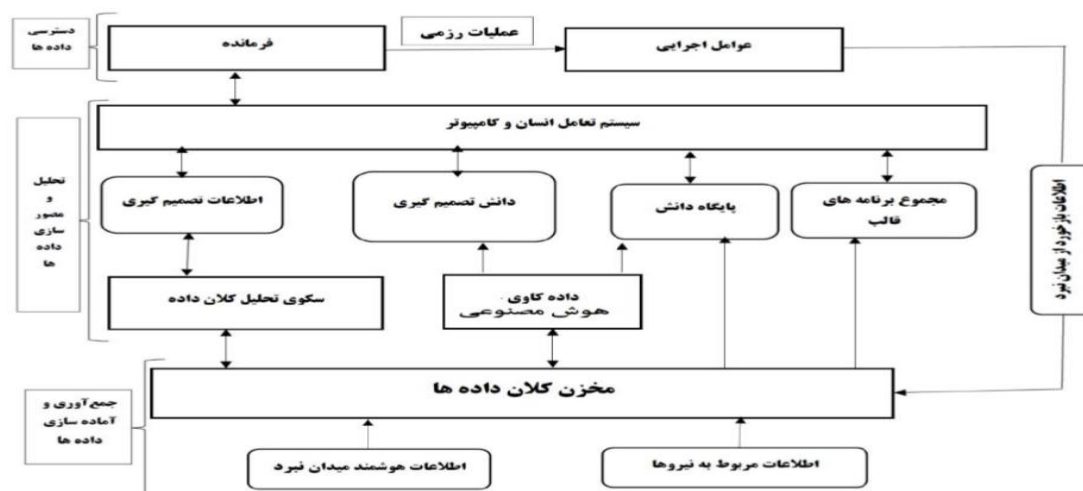 دسترسی
داده ها
فرمانده
عملیات رزمی
عوامل اجرایی
سیستم تعامل انسان و کامپیوتر
تحلیل
و
مصور
سازی
داده
ها
اطلاعات تصمیم گیری
دانش تصمیم گیری
پایگاه دانش
مجموع برنامه های
قالب
اطلاعات بازخورد از میدان نبرد
سکوی تحلیل کلان داده
داده کاوی
هوش مصنوعی
مخزن کلان داده ها
جمع آوری و
آماده سازی
داده ها
اطلاعات هوشمند میدان نبرد
اطلاعات مربوط به نیروها